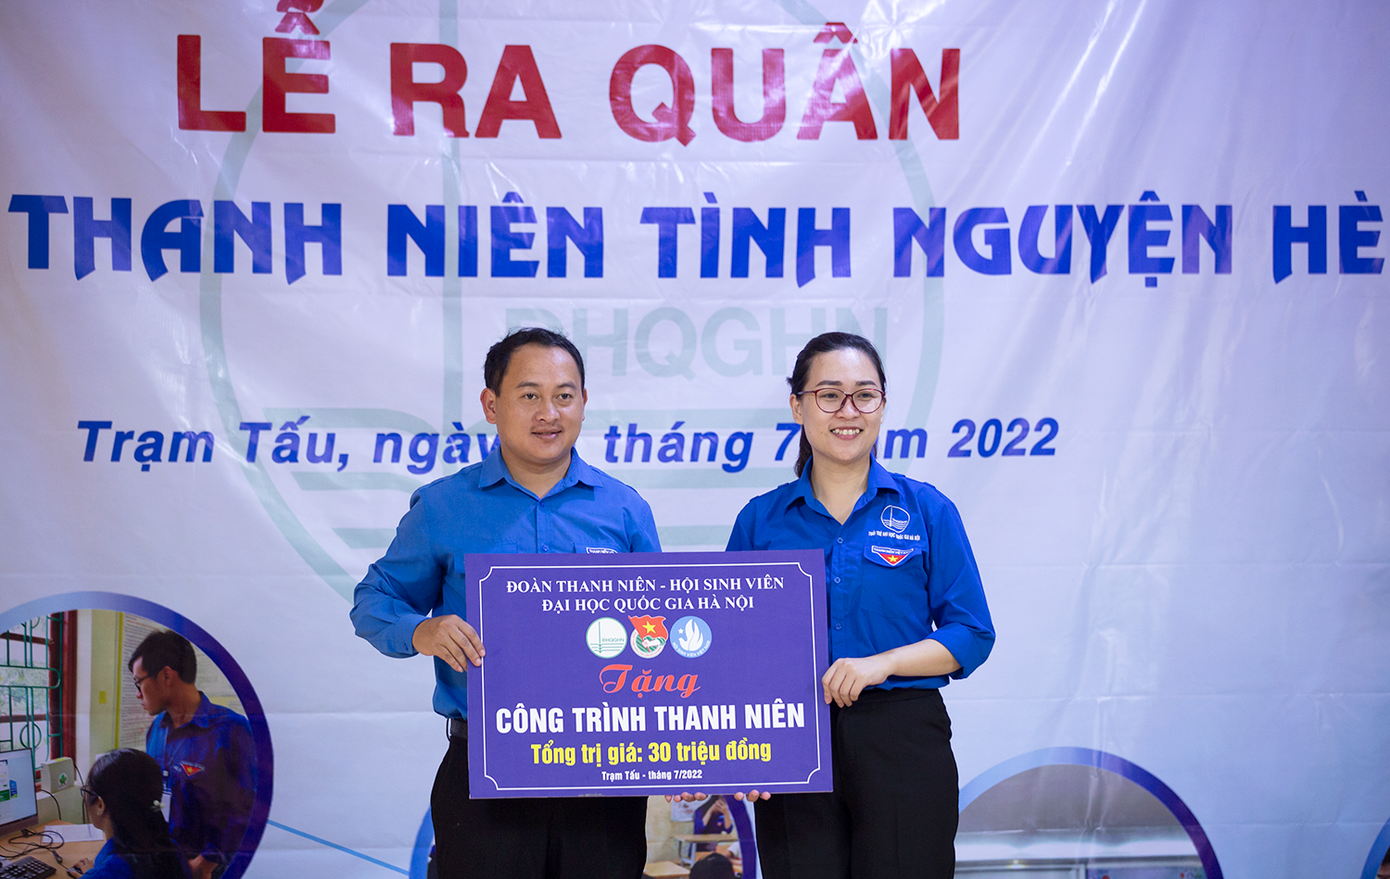 LỄ RA QUÂN
THANH NIÊN TÌNH NGUYỆN HÈ
ĐHQGHN
Trạm Tấu, ngày tháng 7 năm 2022
ĐOÀN THANH NIÊN - HỘI SINH VIÊN
ĐẠI HỌC QUỐC GIA HÀ NỘI
ĐHQGHN
Tặng
CÔNG TRÌNH THANH NIÊN
Tổng trị giá: 30 triệu đồng
Trạm Tấu - tháng 7/2022